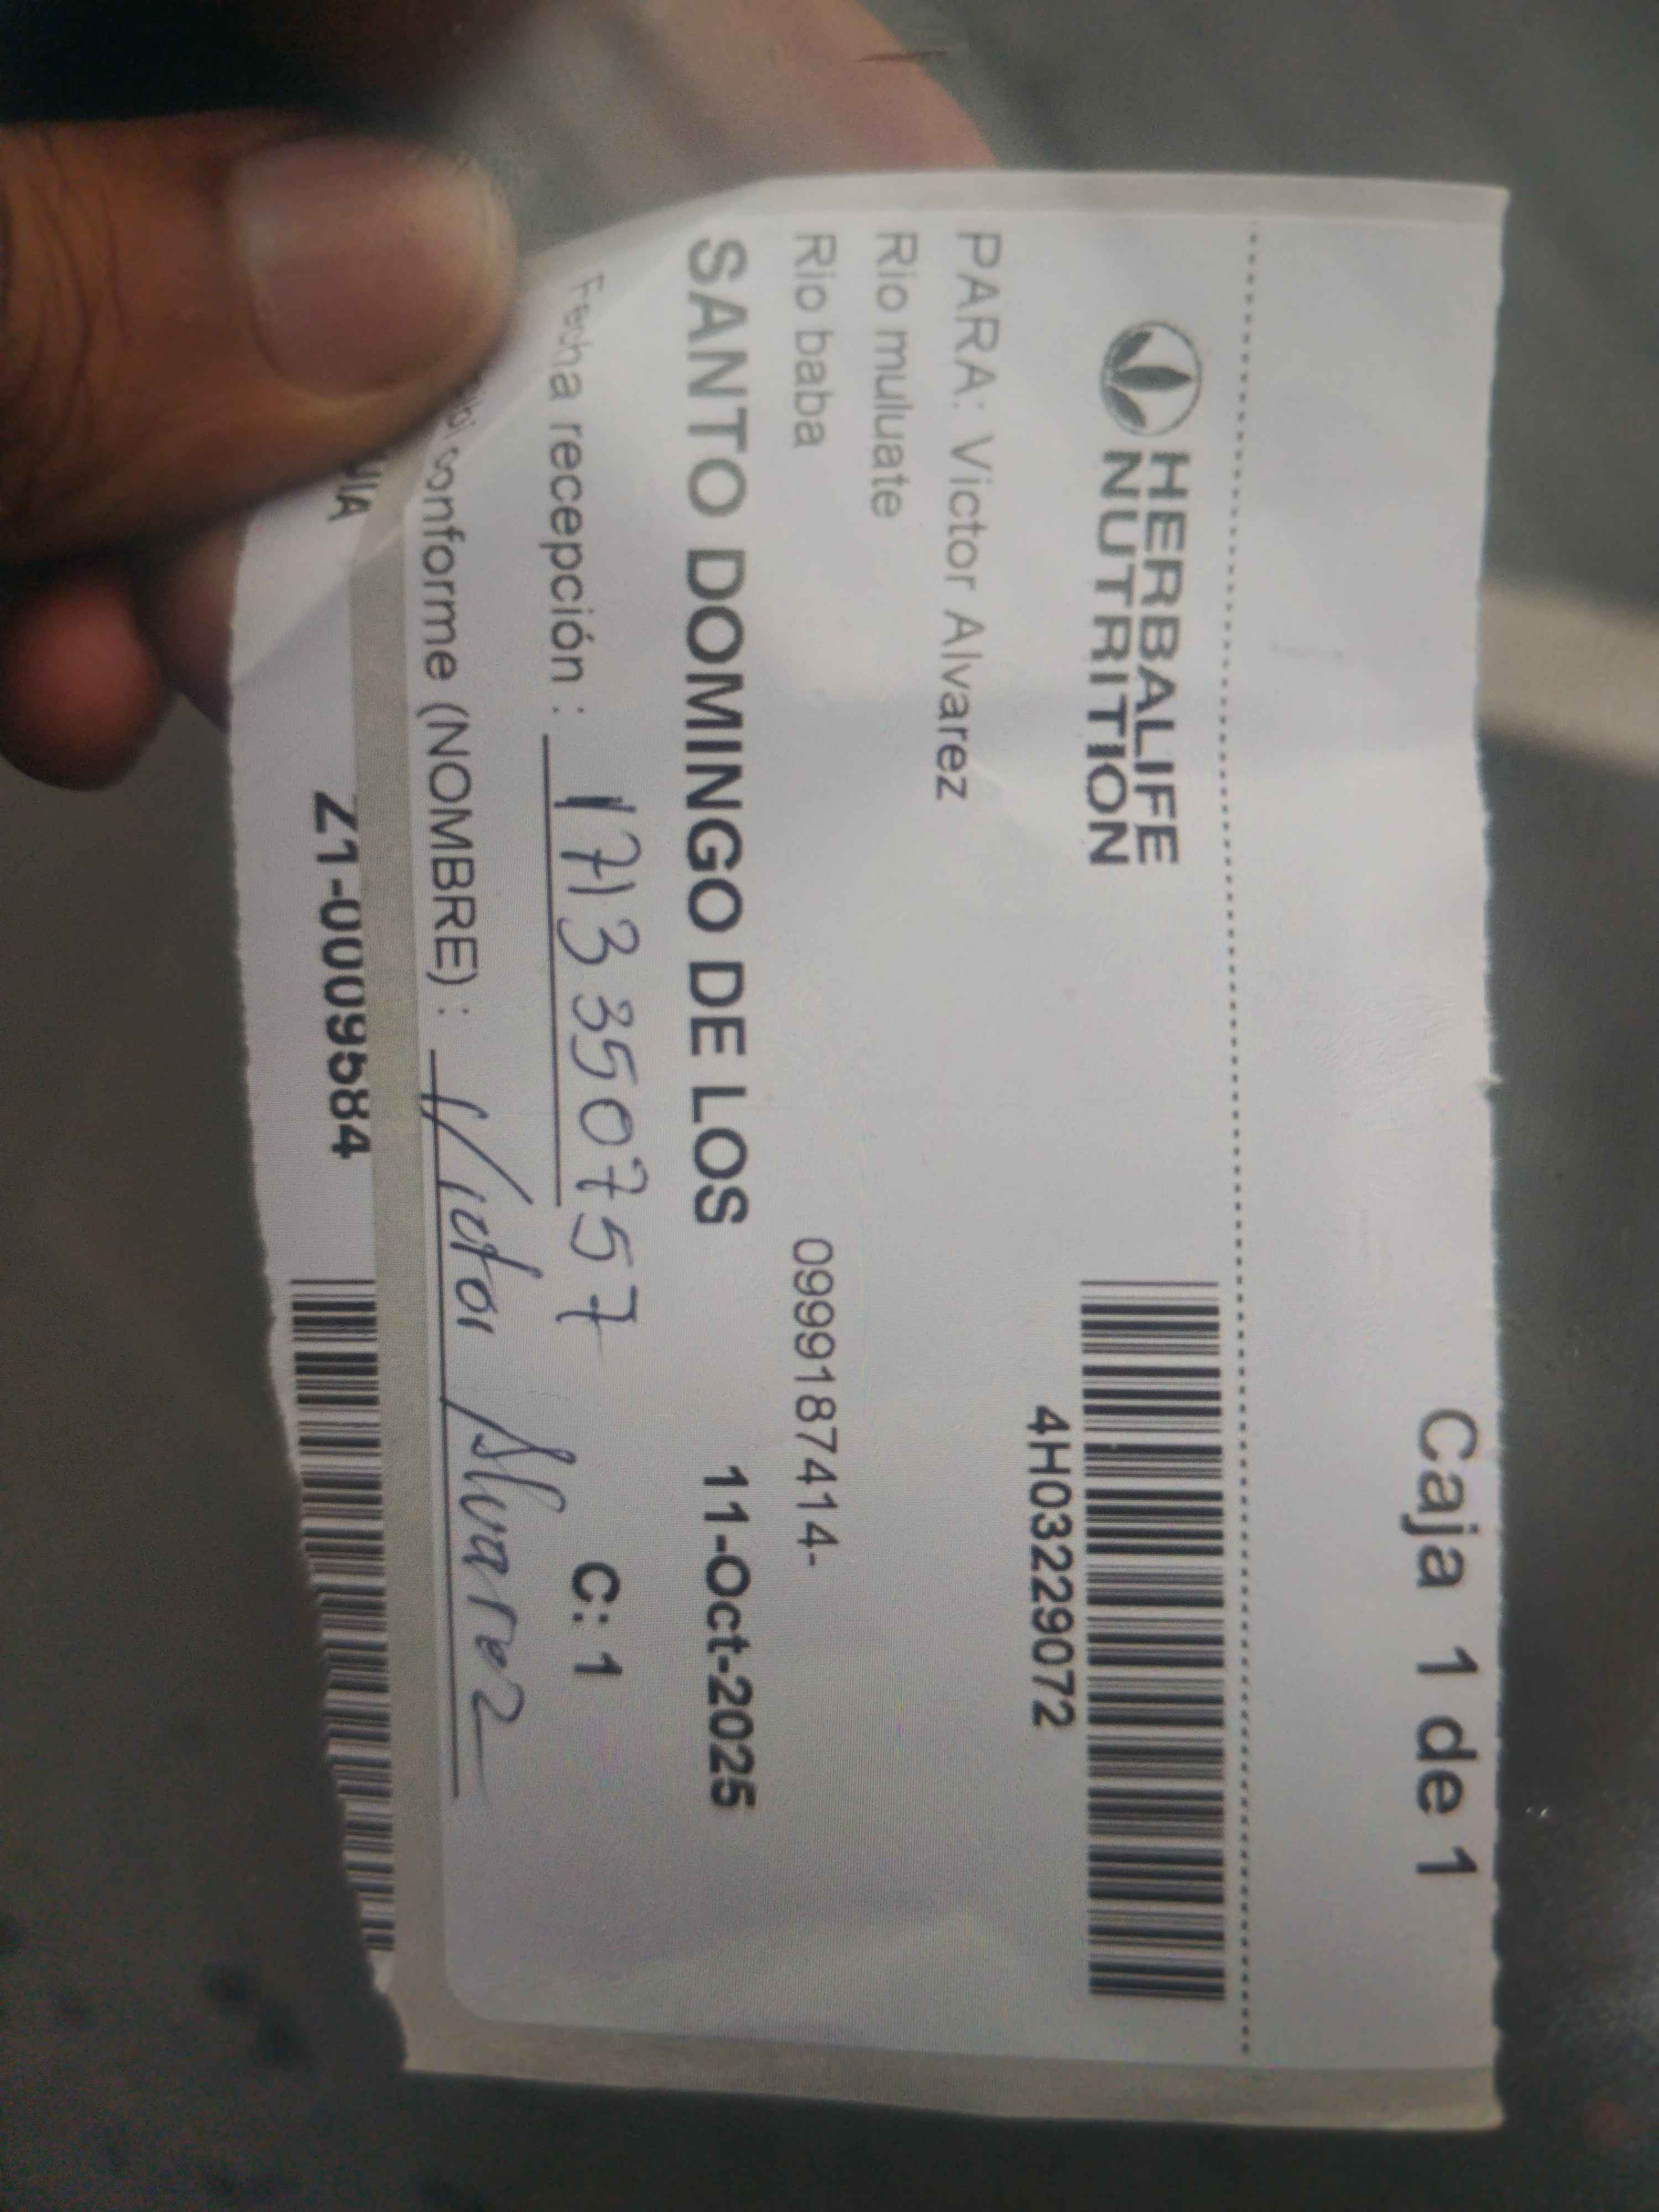 Caja 1 de 1
HERBALIFE
NUTRITION
4H03229072
PARA: Victor Alvarez
Rio muluate
Rio baba
0999187414-
SANTO DOMINGO DE LOS
11-Oct-2025
Fecha recepción : 1713350757
C: 1
conforme (NOMBRE) : Victor Alvarez
Z1-0009584